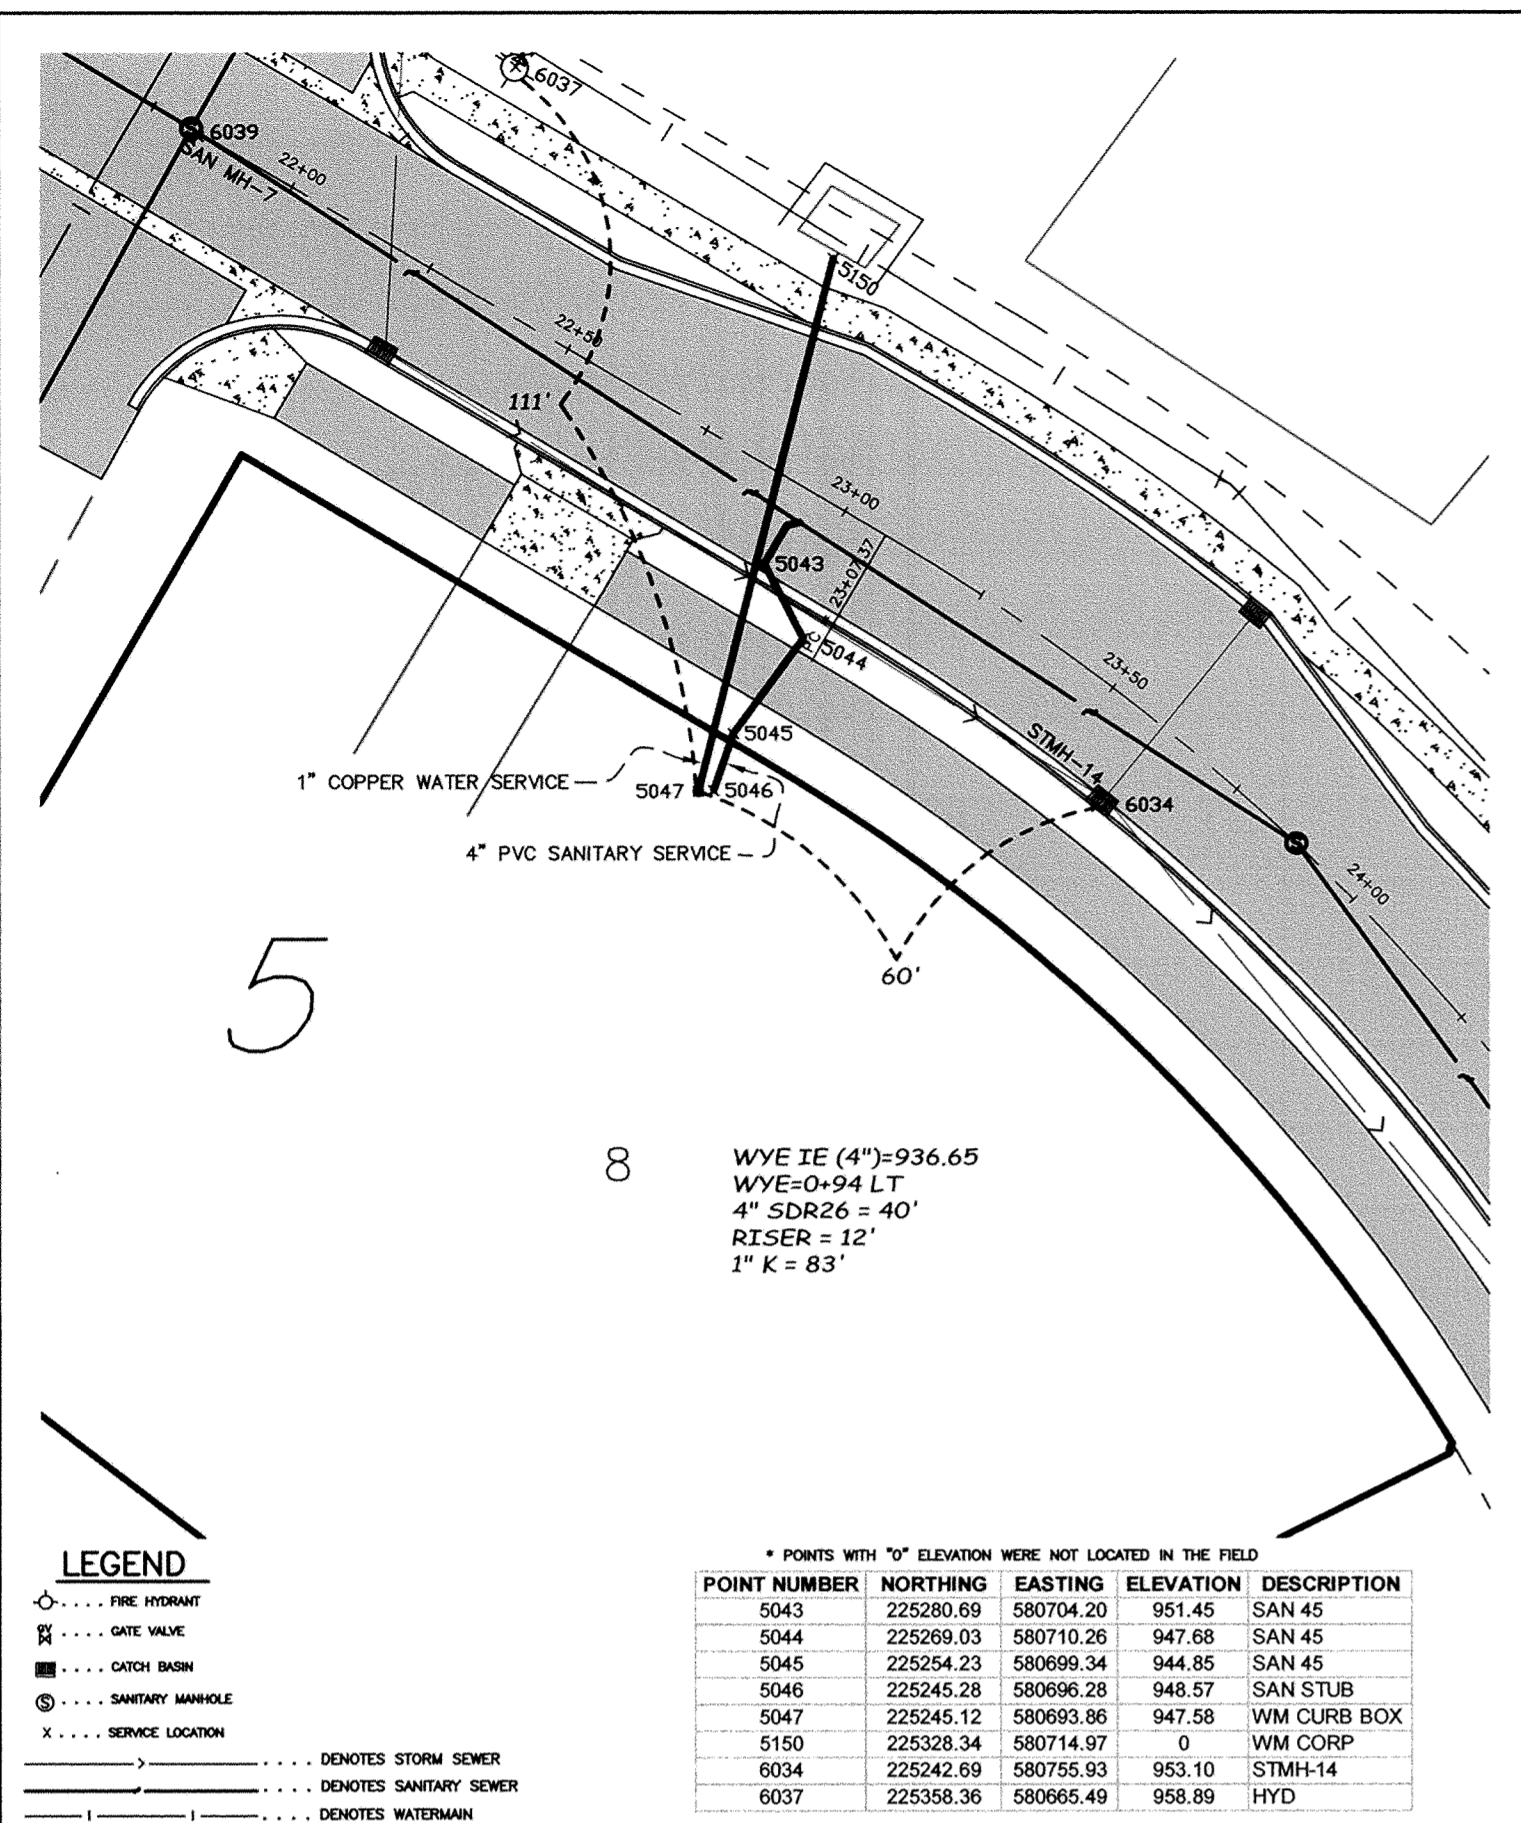 6037
6039
SAN MH-7
22+00
5150
22+50
111'
23+00
5043
PC * 23+07.37
5044
23+50
STMH-14
5045
1" COPPER WATER SERVICE
5047
5046
6034
4" PVC SANITARY SERVICE
24+00
60'
5
8
WYE IE (4")=936.65
WYE=0+94 LT
4" SDR26 = 40'
RISER = 12'
1" K = 83'
LEGEND
.... FIRE HYDRANT
GV .... GATE VALVE
.... CATCH BASIN
S .... SANITARY MANHOLE
X .... SERVICE LOCATION
.... DENOTES STORM SEWER
.... DENOTES SANITARY SEWER
.... DENOTES WATERMAIN
* POINTS WITH "0" ELEVATION WERE NOT LOCATED IN THE FIELD
POINT NUMBER NORTHING EASTING ELEVATION DESCRIPTION
5043 225280.69 580704.20 951.45 SAN 45
5044 225269.03 580710.26 947.68 SAN 45
5045 225254.23 580699.34 944.85 SAN 45
5046 225245.28 580696.28 948.57 SAN STUB
5047 225245.12 580693.86 947.58 WM CURB BOX
5150 225328.34 580714.97 0 WM CORP
6034 225242.69 580755.93 953.10 STMH-14
6037 225358.36 580665.49 958.89 HYD